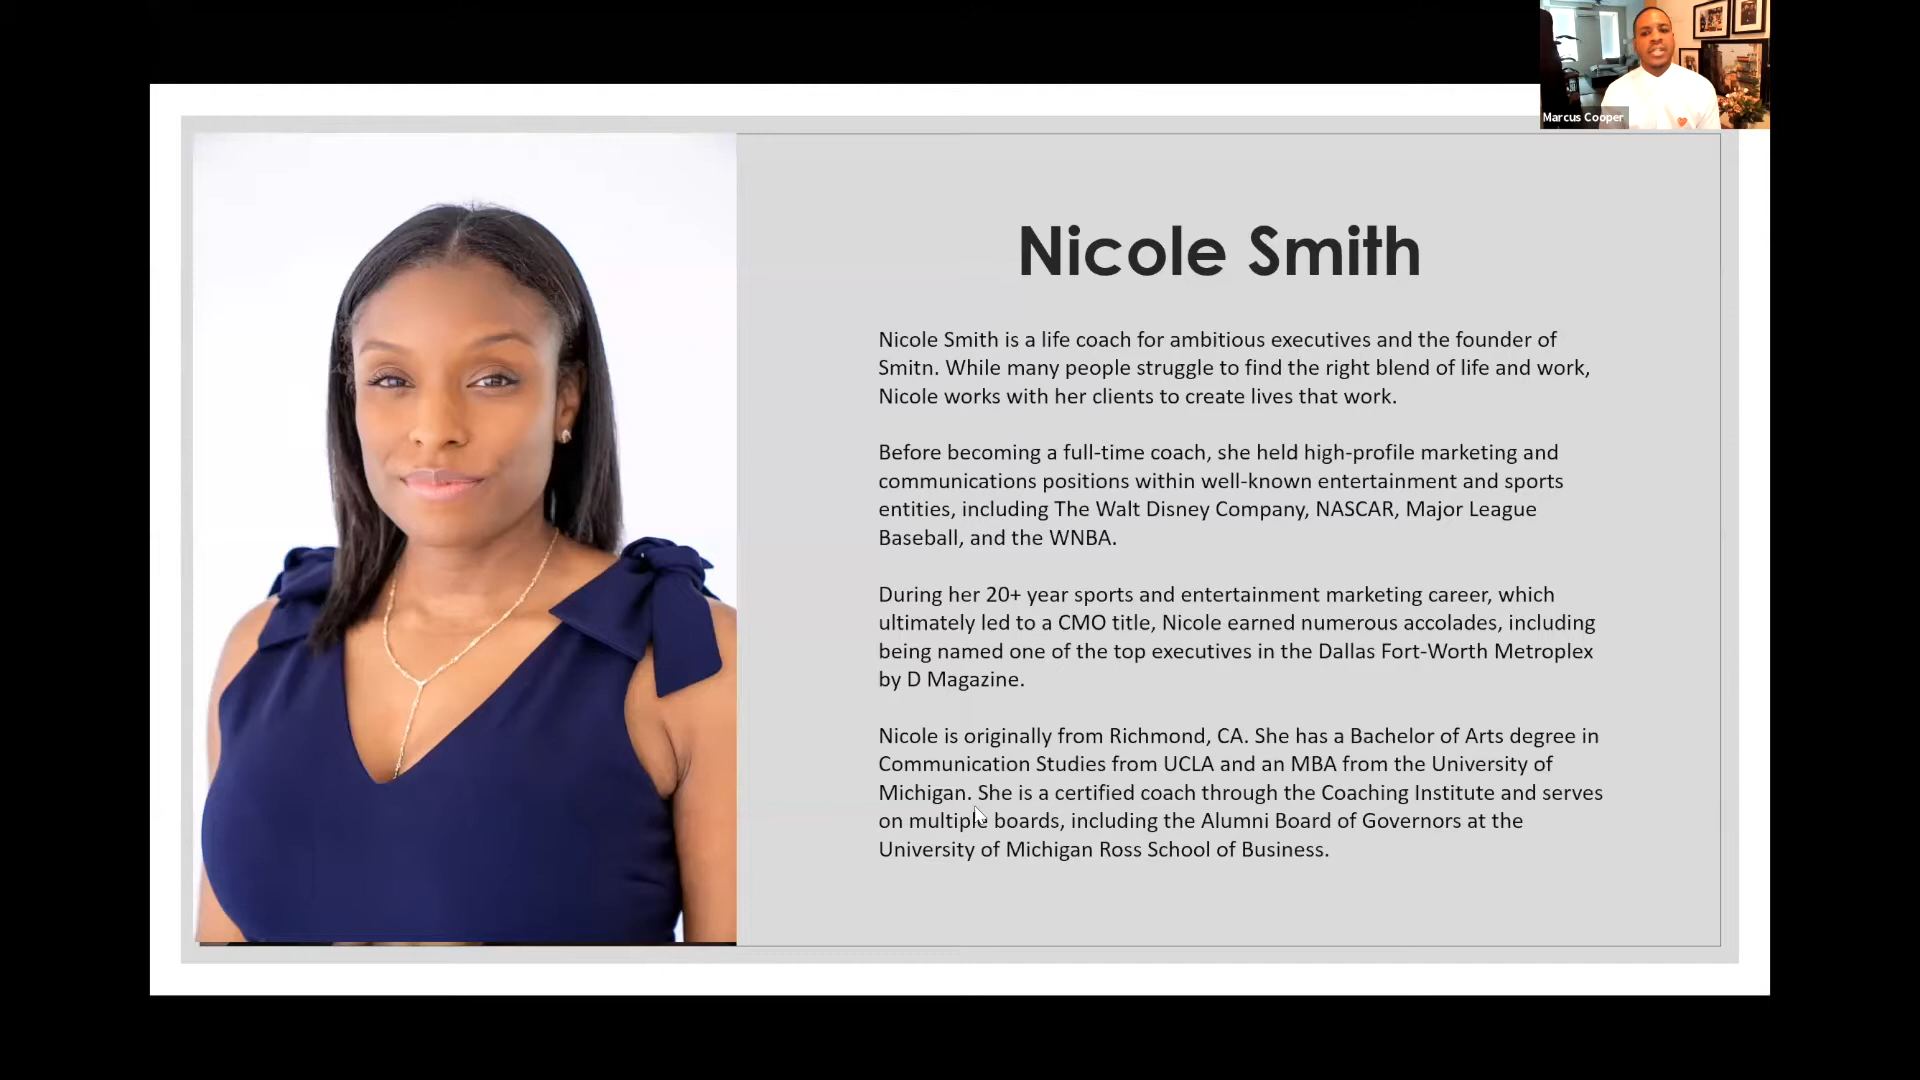 Marcus Cooper
Nicole Smith
Nicole Smith is a life coach for ambitious executives and the founder of
Smitn. While many people struggle to find the right blend of life and work,
Nicole works with her clients to create lives that work.
Before becoming a full-time coach, she held high-profile marketing and
communications positions within well-known entertainment and sports
entities, including The Walt Disney Company, NASCAR, Major League
Baseball, and the WNBA.
During her 20+ year sports and entertainment marketing career, which
ultimately led to a CMO title, Nicole earned numerous accolades, including
being named one of the top executives in the Dallas Fort-Worth Metroplex
by D Magazine.
Nicole is originally from Richmond, CA. She has a Bachelor of Arts degree in
Communication Studies from UCLA and an MBA from the University of
Michigan. She is a certified coach through the Coaching Institute and serves
on multiple boards, including the Alumni Board of Governors at the
University of Michigan Ross School of Business.